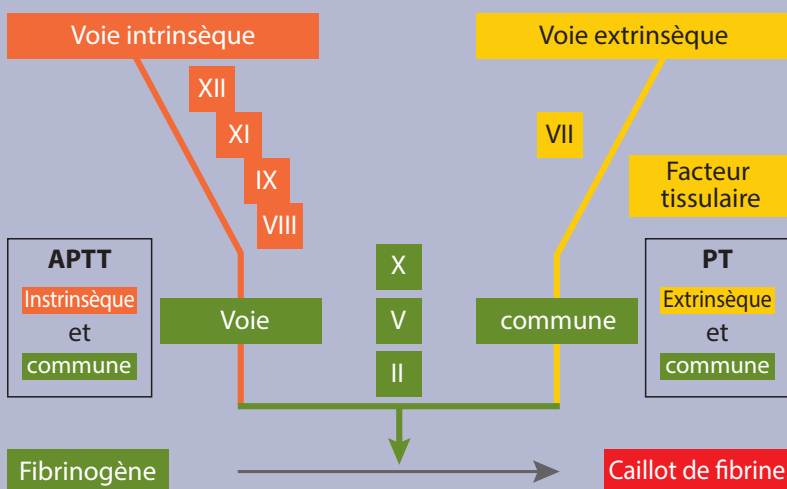 Voie intrinsèque
Voie extrinsèque
XII
XI
IX
VIII
VII
Facteur
tissulaire
APTT
Instrinsèque
et
commune
X
V
II
Voie
commune
PT
Extrinsèque
et
commune
Fibrinogène
Caillot de fibrine